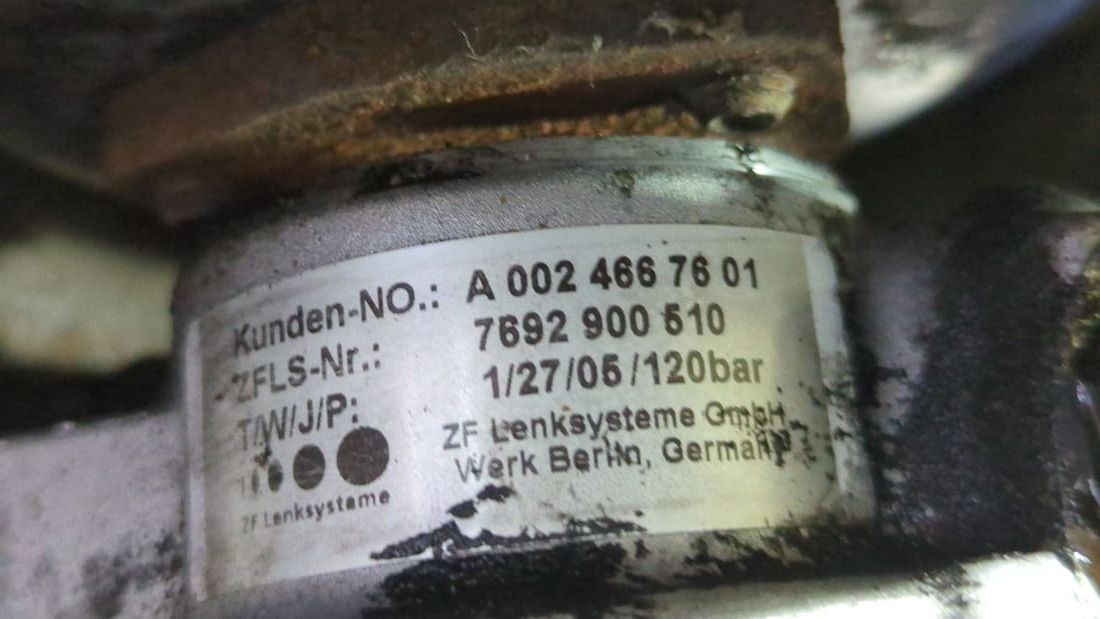 Kunden-NO.: A 002 466 76 01
ZFLS-Nr.: 7692 900 510
T/W/J/P: 1/27/05/120bar
ZF Lenksysteme GmbH
Werk Berlin, Germany
ZF Lenksysteme